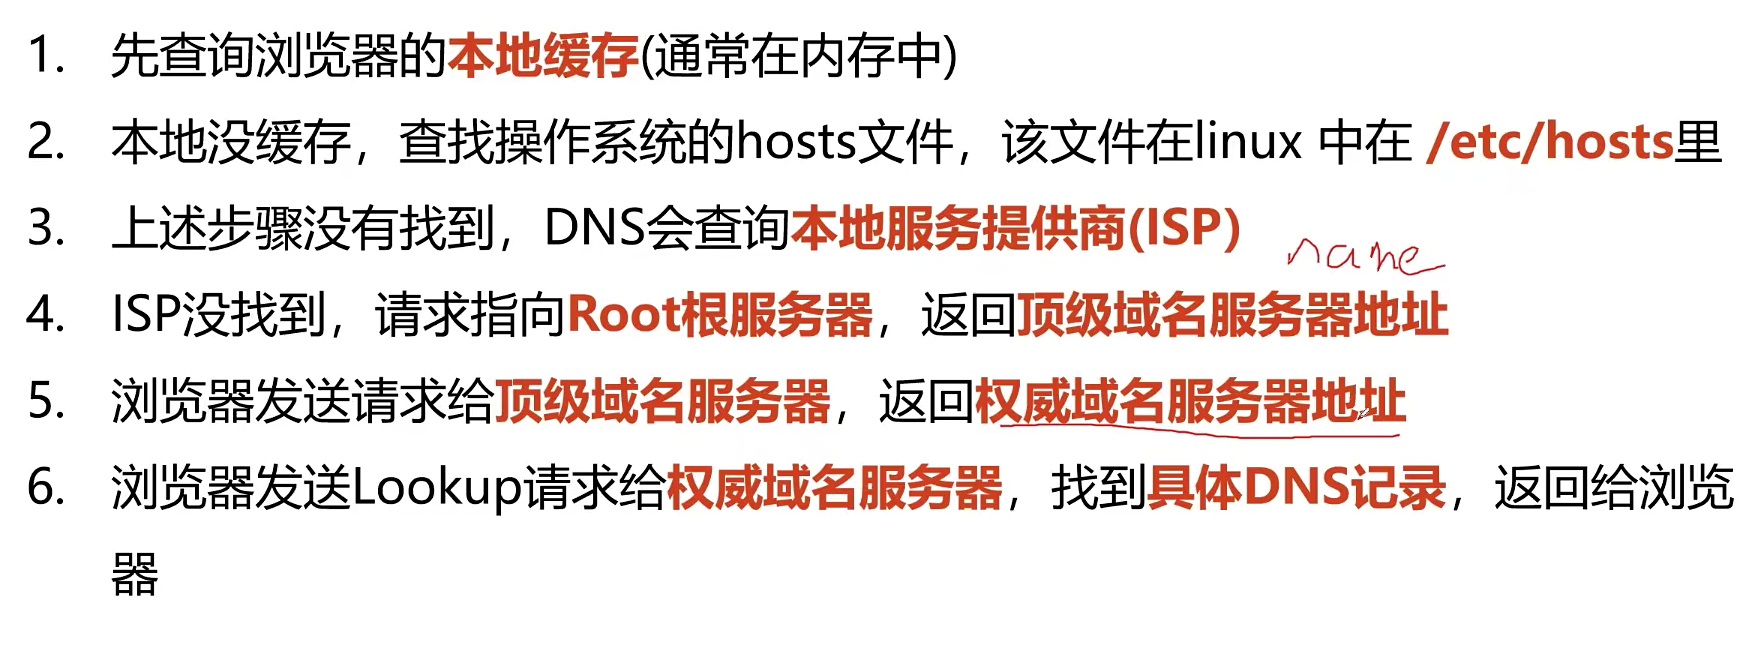 1. 先查询浏览器的本地缓存(通常在内存中)
2. 本地没缓存，查找操作系统的hosts文件，该文件在linux 中在 /etc/hosts里
3. 上述步骤没有找到，DNS会查询本地服务提供商(ISP)
name
4. ISP没找到，请求指向Root根服务器，返回顶级域名服务器地址
5. 浏览器发送请求给顶级域名服务器，返回权威域名服务器地址
6. 浏览器发送Lookup请求给权威域名服务器，找到具体DNS记录，返回给浏览
器